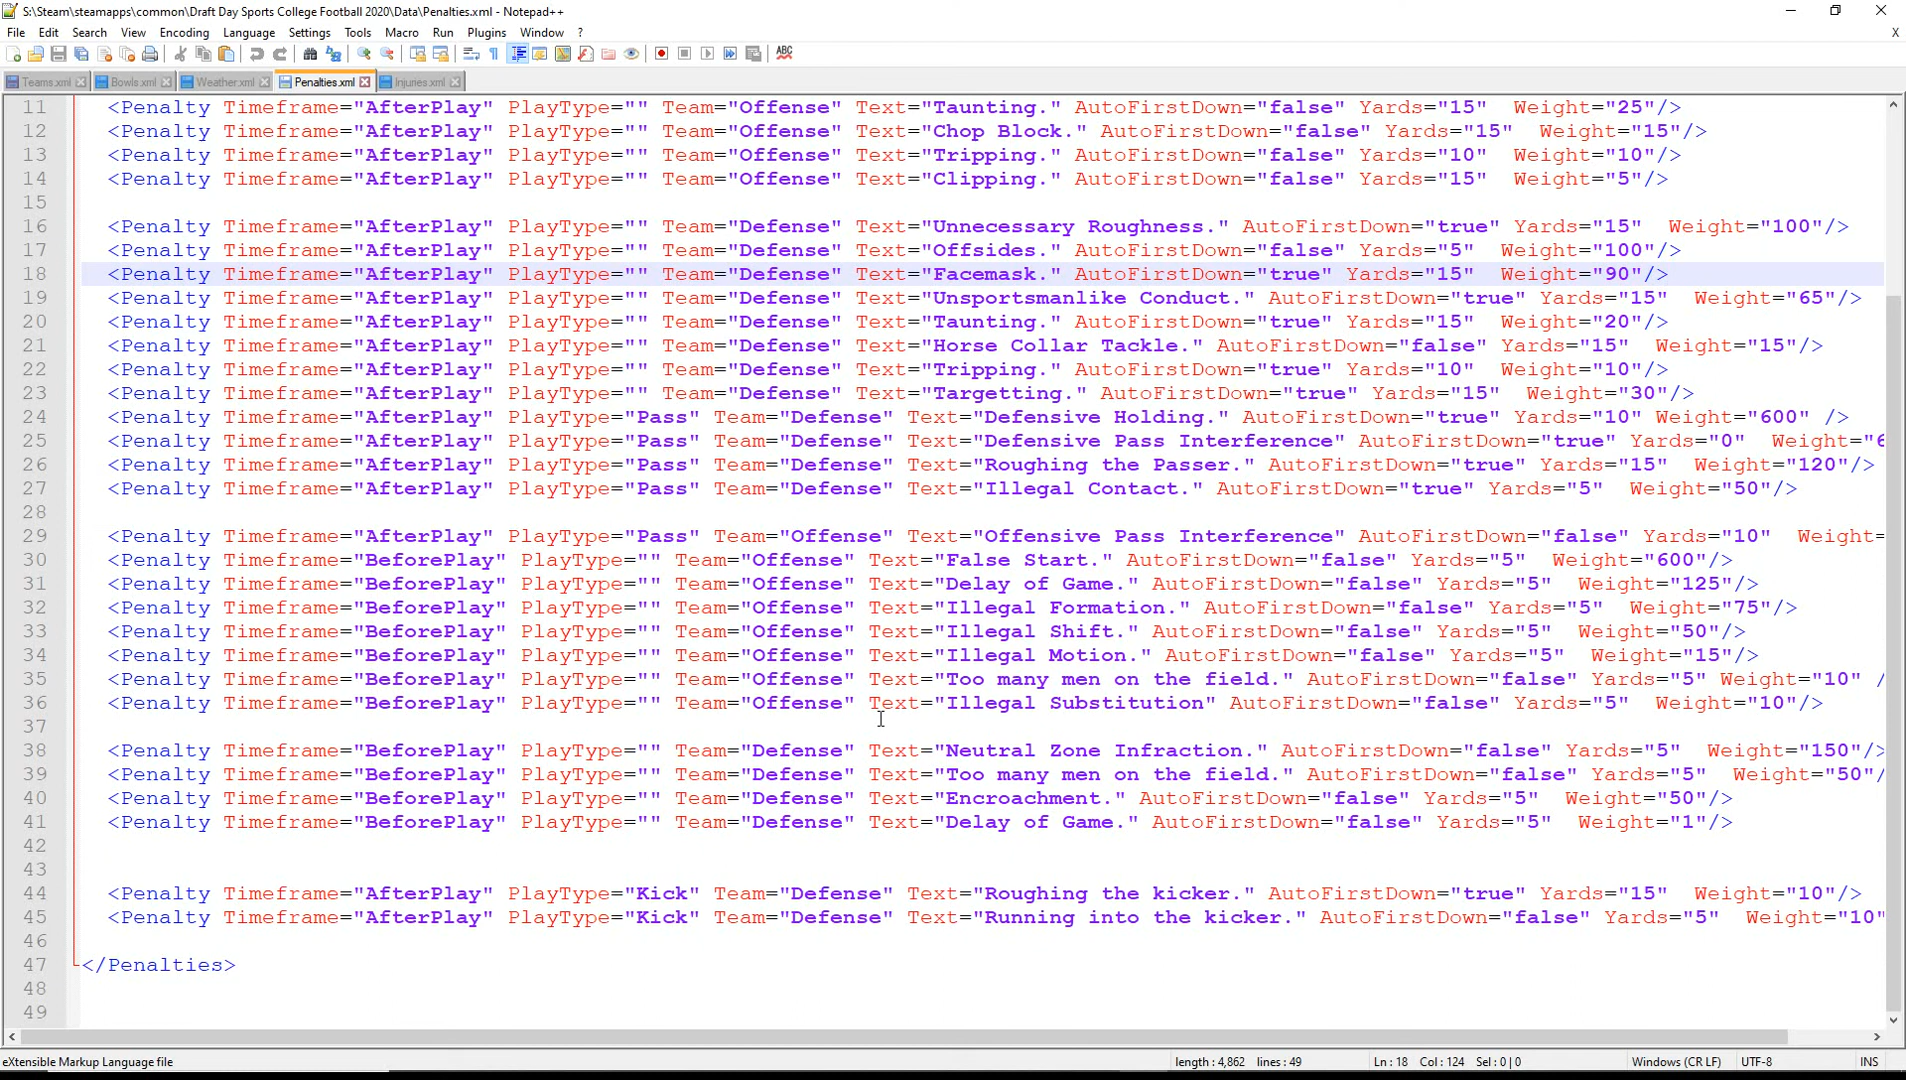 S:\Steam\steamapps\common\Draft Day Sports College Football 2020\Data\Penalties.xml - Notepad++
File Edit Search View Encoding Language Settings Tools Macro Run Plugins Window ? X
Teams.xml Bowls.xml Weather.xml Penalties.xml Injuries.xml
11 <Penalty Timeframe="AfterPlay" PlayType="" Team="Offense" Text="Taunting." AutoFirstDown="false" Yards="15"  Weight="25"/>
12 <Penalty Timeframe="AfterPlay" PlayType="" Team="Offense" Text="Chop Block." AutoFirstDown="false" Yards="15"  Weight="15"/>
13 <Penalty Timeframe="AfterPlay" PlayType="" Team="Offense" Text="Tripping." AutoFirstDown="false" Yards="10"  Weight="10"/>
14 <Penalty Timeframe="AfterPlay" PlayType="" Team="Offense" Text="Clipping." AutoFirstDown="false" Yards="15"  Weight="5"/>
15
16 <Penalty Timeframe="AfterPlay" PlayType="" Team="Defense" Text="Unnecessary Roughness." AutoFirstDown="true" Yards="15"  Weight="100"/>
17 <Penalty Timeframe="AfterPlay" PlayType="" Team="Defense" Text="Offsides." AutoFirstDown="false" Yards="5"  Weight="100"/>
18 <Penalty Timeframe="AfterPlay" PlayType="" Team="Defense" Text="Facemask." AutoFirstDown="true" Yards="15"  Weight="90"/>
19 <Penalty Timeframe="AfterPlay" PlayType="" Team="Defense" Text="Unsportsmanlike Conduct." AutoFirstDown="true" Yards="15"  Weight="65"/>
20 <Penalty Timeframe="AfterPlay" PlayType="" Team="Defense" Text="Taunting." AutoFirstDown="true" Yards="15"  Weight="20"/>
21 <Penalty Timeframe="AfterPlay" PlayType="" Team="Defense" Text="Horse Collar Tackle." AutoFirstDown="false" Yards="15"  Weight="15"/>
22 <Penalty Timeframe="AfterPlay" PlayType="" Team="Defense" Text="Tripping." AutoFirstDown="true" Yards="10"  Weight="10"/>
23 <Penalty Timeframe="AfterPlay" PlayType="" Team="Defense" Text="Targetting." AutoFirstDown="true" Yards="15"  Weight="30"/>
24 <Penalty Timeframe="AfterPlay" PlayType="Pass" Team="Defense" Text="Defensive Holding." AutoFirstDown="true" Yards="10" Weight="600" />
25 <Penalty Timeframe="AfterPlay" PlayType="Pass" Team="Defense" Text="Defensive Pass Interference" AutoFirstDown="true" Yards="0"  Weight="6
26 <Penalty Timeframe="AfterPlay" PlayType="Pass" Team="Defense" Text="Roughing the Passer." AutoFirstDown="true" Yards="15"  Weight="120"/>
27 <Penalty Timeframe="AfterPlay" PlayType="Pass" Team="Defense" Text="Illegal Contact." AutoFirstDown="true" Yards="5"  Weight="50"/>
28
29 <Penalty Timeframe="AfterPlay" PlayType="Pass" Team="Offense" Text="Offensive Pass Interference" AutoFirstDown="false" Yards="10"  Weight=
30 <Penalty Timeframe="BeforePlay" PlayType="" Team="Offense" Text="False Start." AutoFirstDown="false" Yards="5"  Weight="600"/>
31 <Penalty Timeframe="BeforePlay" PlayType="" Team="Offense" Text="Delay of Game." AutoFirstDown="false" Yards="5"  Weight="125"/>
32 <Penalty Timeframe="BeforePlay" PlayType="" Team="Offense" Text="Illegal Formation." AutoFirstDown="false" Yards="5"  Weight="75"/>
33 <Penalty Timeframe="BeforePlay" PlayType="" Team="Offense" Text="Illegal Shift." AutoFirstDown="false" Yards="5"  Weight="50"/>
34 <Penalty Timeframe="BeforePlay" PlayType="" Team="Offense" Text="Illegal Motion." AutoFirstDown="false" Yards="5"  Weight="15"/>
35 <Penalty Timeframe="BeforePlay" PlayType="" Team="Offense" Text="Too many men on the field." AutoFirstDown="false" Yards="5" Weight="10" /
36 <Penalty Timeframe="BeforePlay" PlayType="" Team="Offense" Text="Illegal Substitution" AutoFirstDown="false" Yards="5"  Weight="10"/>
37
38 <Penalty Timeframe="BeforePlay" PlayType="" Team="Defense" Text="Neutral Zone Infraction." AutoFirstDown="false" Yards="5"  Weight="150"/>
39 <Penalty Timeframe="BeforePlay" PlayType="" Team="Defense" Text="Too many men on the field." AutoFirstDown="false" Yards="5"  Weight="50"/
40 <Penalty Timeframe="BeforePlay" PlayType="" Team="Defense" Text="Encroachment." AutoFirstDown="false" Yards="5"  Weight="50"/>
41 <Penalty Timeframe="BeforePlay" PlayType="" Team="Defense" Text="Delay of Game." AutoFirstDown="false" Yards="5"  Weight="1"/>
42
43
44 <Penalty Timeframe="AfterPlay" PlayType="Kick" Team="Defense" Text="Roughing the kicker." AutoFirstDown="true" Yards="15"  Weight="10"/>
45 <Penalty Timeframe="AfterPlay" PlayType="Kick" Team="Defense" Text="Running into the kicker." AutoFirstDown="false" Yards="5"  Weight="10"
46
47 </Penalties>
48
49
eXtensible Markup Language file length : 4,862 lines : 49 Ln : 18 Col : 124 Sel : 0 | 0 Windows (CR LF) UTF-8 INS